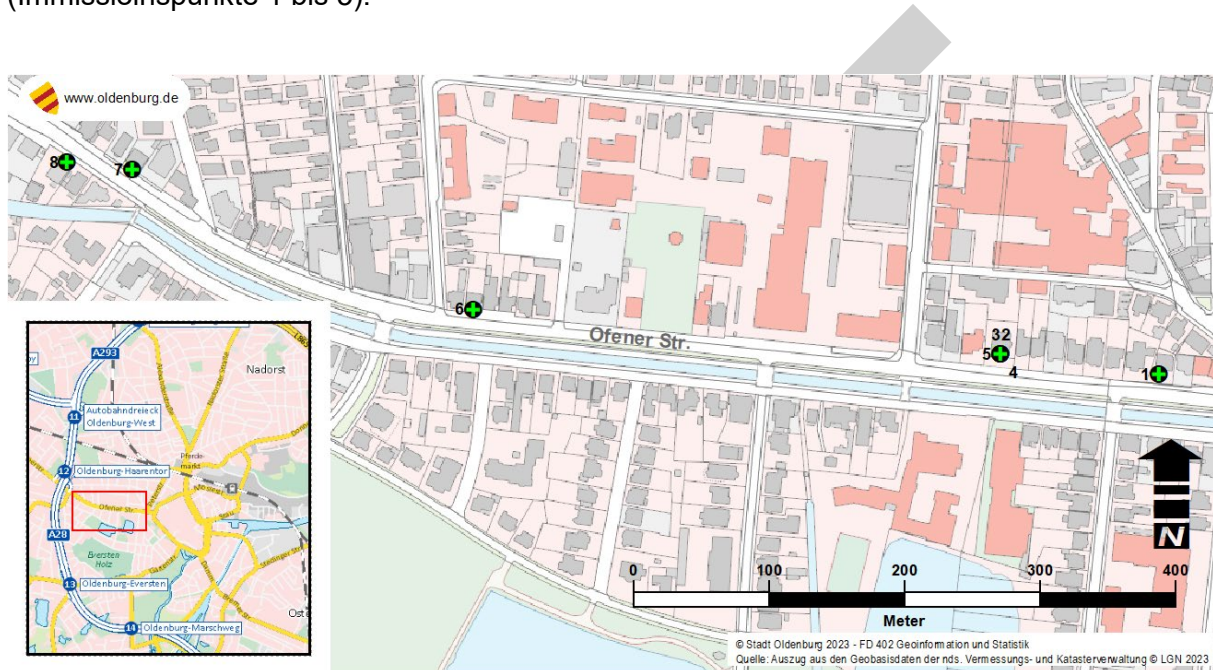 (Immissioinspunkte 1 bis 8).
www.oldenburg.de
8
7
6
Ofener Str.
32
5
4
1
A293
Nadorst
11
Autobahndreieck
Oldenburg-West
Pferde-
markt
12
Oldenburg-Haarentor
Ofener Str.
A28
13
Oldenburg-Eversten
14
Oldenburg-Marschweg
N
0 100 200 300 400
Meter
© Stadt Oldenburg 2023 - FD 402 Geoinformation und Statistik
Quelle: Auszug aus den Geobasisdaten der nds. Vermessungs- und Katasterverwaltung © LGN 2023